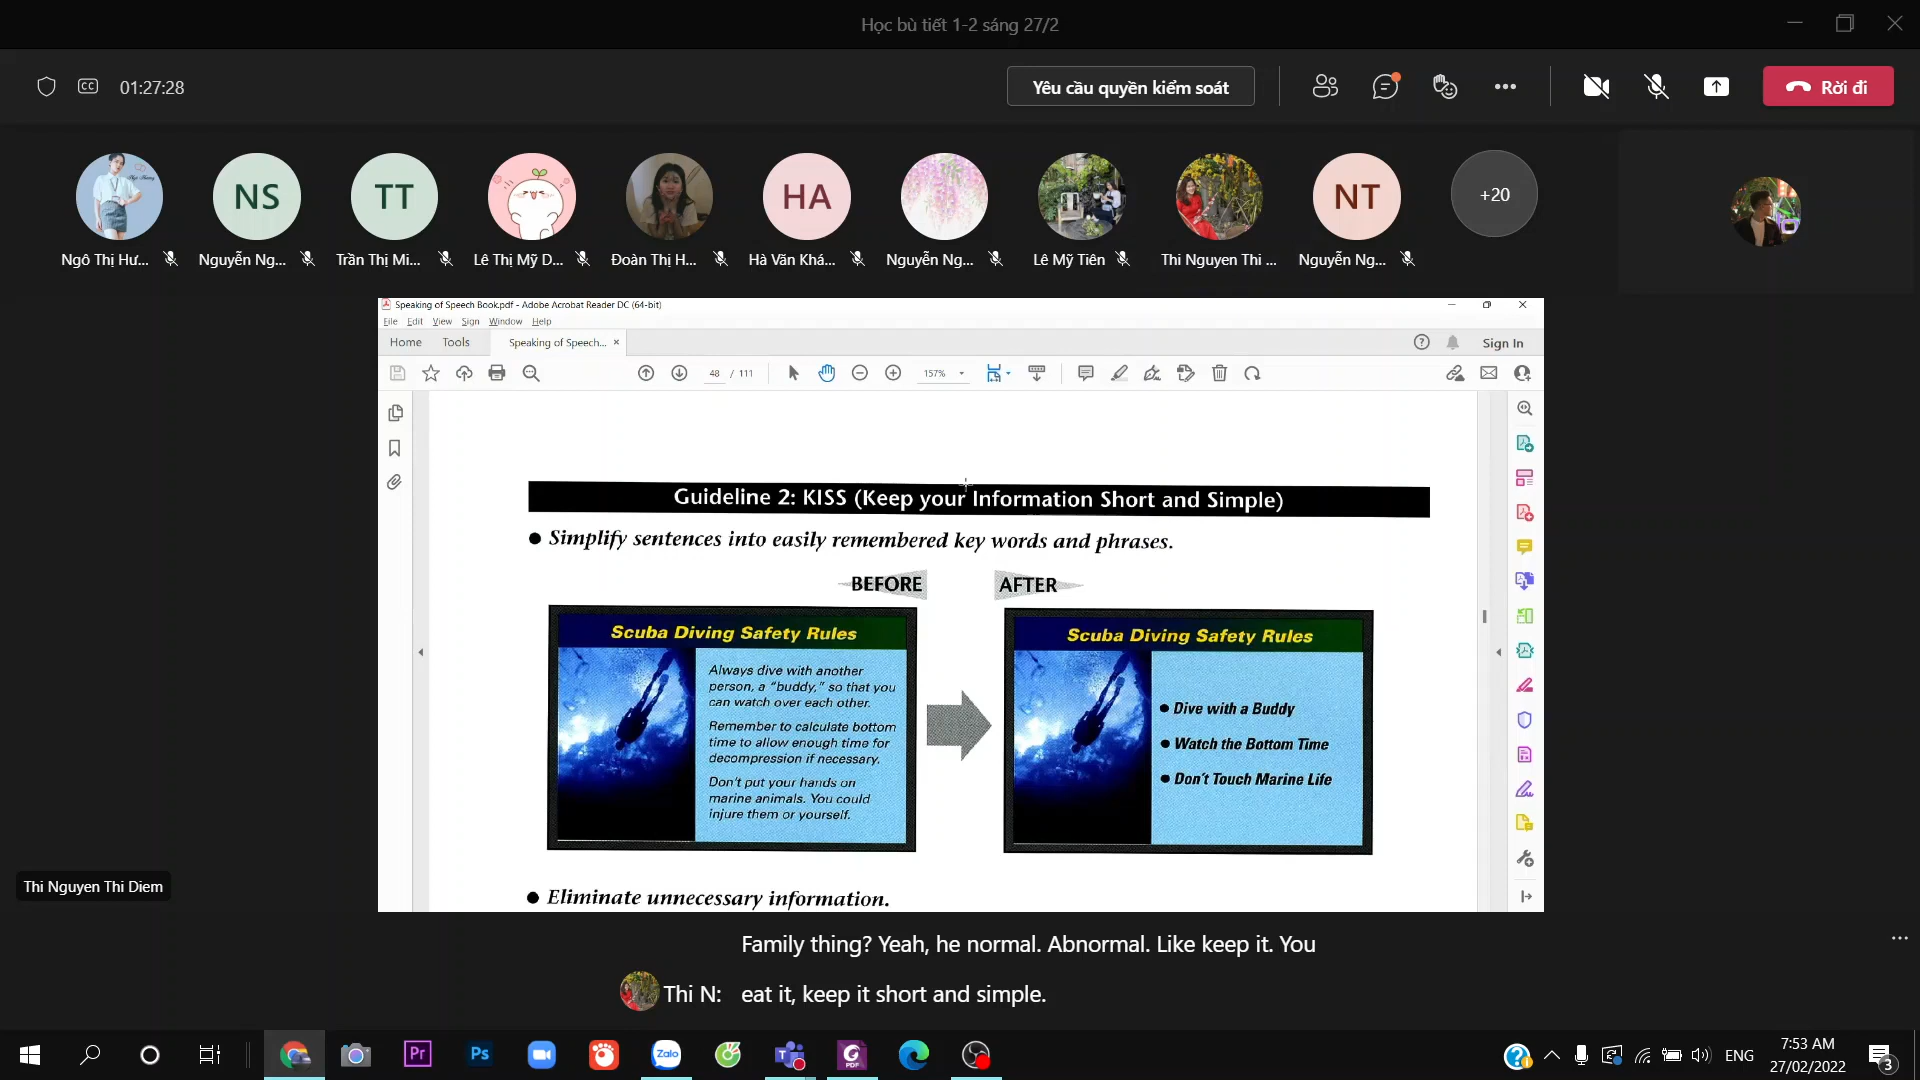 Học bù tiết 1-2 sáng 27/2
CC
01:27:28
Yêu cầu quyền kiểm soát
Rời đi
NS
TT
HA
NT
+20
Ngô Thị Hư...
Nguyễn Ng...
Trần Thị Mi...
Lê Thị Mỹ D...
Đoàn Thị H...
Hà Văn Khá...
Nguyễn Ng...
Lê Mỹ Tiên
Thi Nguyen Thi ...
Nguyễn Ng...
Speaking of Speech Book.pdf - Adobe Acrobat Reader DC (64-bit)
File Edit View Sign Window Help
Home Tools Speaking of Speech...
Sign In
48 / 111
157%
Guideline 2: KISS (Keep your Information Short and Simple)
● Simplify sentences into easily remembered key words and phrases.
BEFORE
AFTER
Scuba Diving Safety Rules
Always dive with another
person, a "buddy," so that you
can watch over each other.
Remember to calculate bottom
time to allow enough time for
decompression if necessary.
Don't put your hands on
marine animals. You could
injure them or yourself.
Scuba Diving Safety Rules
● Dive with a Buddy
● Watch the Bottom Time
● Don't Touch Marine Life
● Eliminate unnecessary information.
Thi Nguyen Thi Diem
Family thing? Yeah, he normal. Abnormal. Like keep it. You
Thi N: eat it, keep it short and simple.
Pr
Ps
Zalo
T
PDF
ENG
7:53 AM
27/02/2022
3